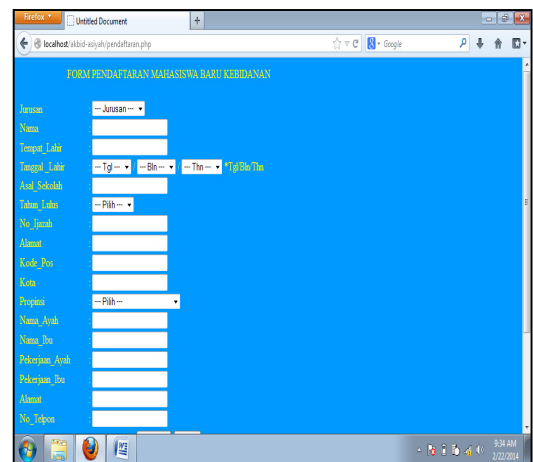 Firefox
Untitled Document
+
localhost/akbid-asiyah/pendaftaran.php
Google
FORM PENDAFTARAN MAHASISWA BARU KEBIDANAN
Jurusan : --- Jurusan ---
Nama :
Tempat_Lahir :
Tanggal _Lahir : --- Tgl --- / --- Bln --- / --- Thn --- *Tgl/Bln/Thn
Asal_Sekolah :
Tahun_Lulus : --- Pilih ---
No_Ijazah :
Alamat :
Kode_Pos :
Kota :
Propinsi : --- Pilih ---
Nama_Ayah :
Nama_Ibu :
Pekerjaan_Ayah :
Pekerjaan_Ibu :
Alamat :
No_Telpon :
9:34 AM
2/22/2014